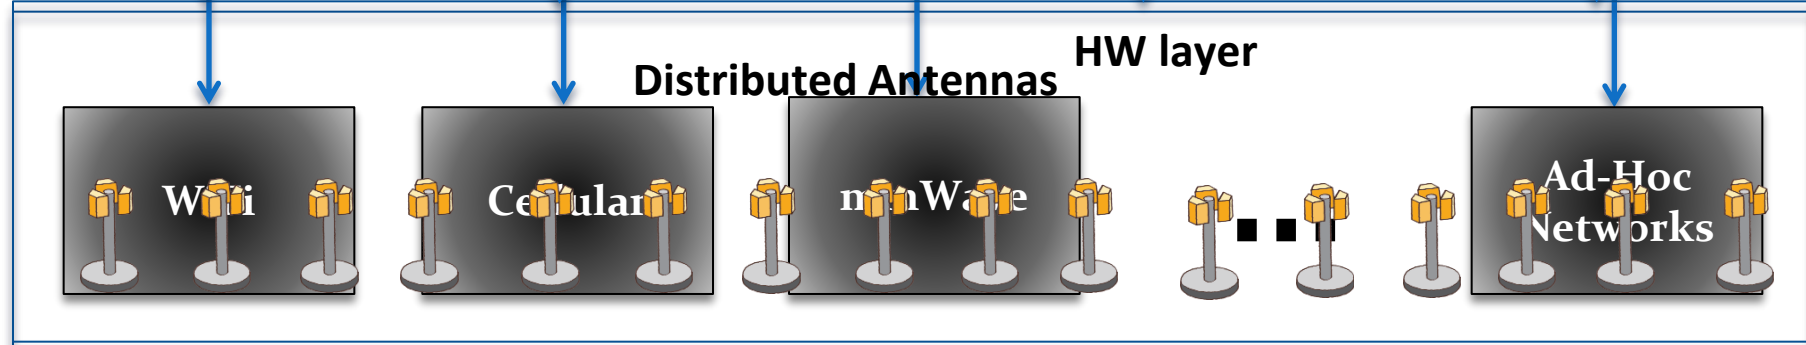 HW layer
Distributed Antennas
WiFi
Cellular
mmWave
...
Ad-Hoc
Networks